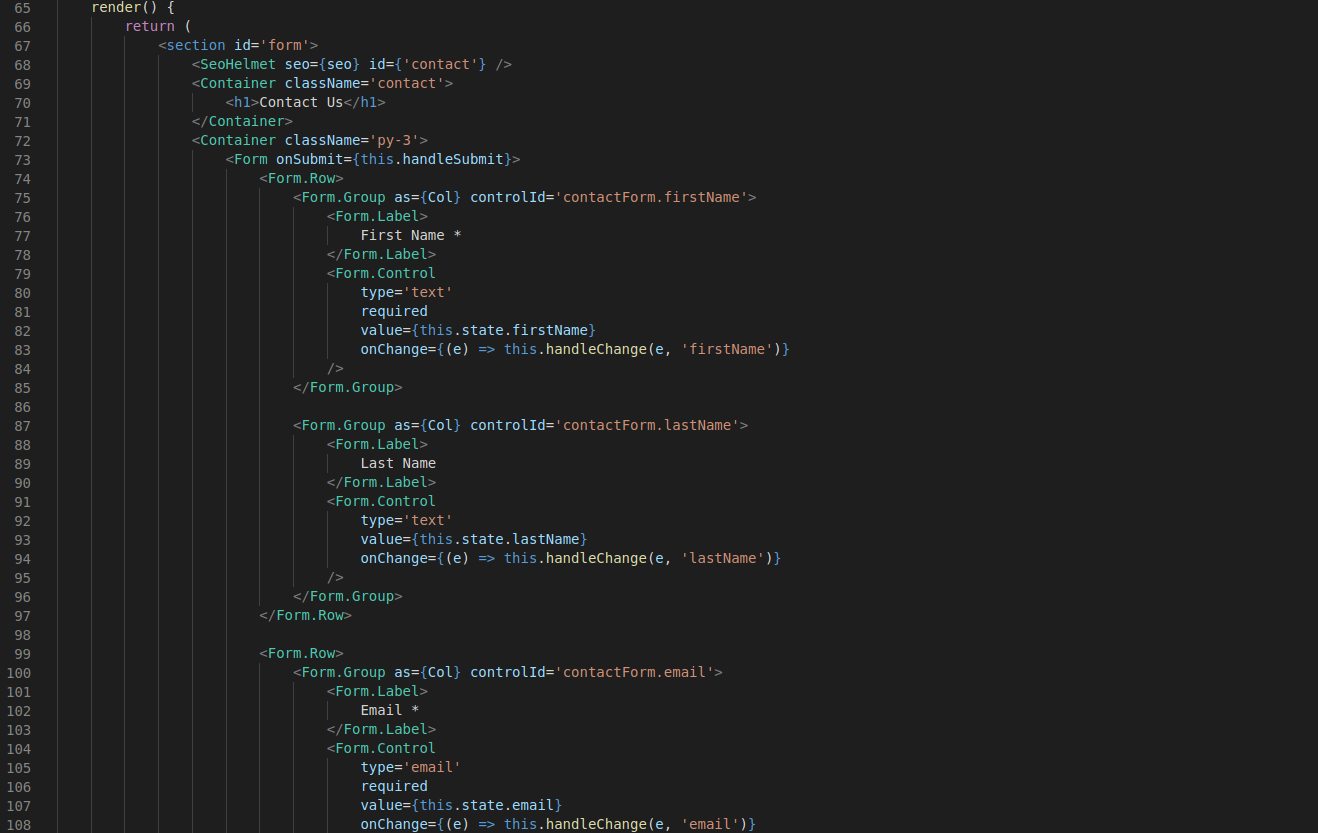 65 render() {
66 return (
67 <section id='form'>
68 <SeoHelmet seo={seo} id={'contact'} />
69 <Container className='contact'>
70 <h1>Contact Us</h1>
71 </Container>
72 <Container className='py-3'>
73 <Form onSubmit={this.handleSubmit}>
74 <Form.Row>
75 <Form.Group as={Col} controlId='contactForm.firstName'>
76 <Form.Label>
77 First Name *
78 </Form.Label>
79 <Form.Control
80 type='text'
81 required
82 value={this.state.firstName}
83 onChange={(e) => this.handleChange(e, 'firstName')}
84 />
85 </Form.Group>
86
87 <Form.Group as={Col} controlId='contactForm.lastName'>
88 <Form.Label>
89 Last Name
90 </Form.Label>
91 <Form.Control
92 type='text'
93 value={this.state.lastName}
94 onChange={(e) => this.handleChange(e, 'lastName')}
95 />
96 </Form.Group>
97 </Form.Row>
98
99 <Form.Row>
100 <Form.Group as={Col} controlId='contactForm.email'>
101 <Form.Label>
102 Email *
103 </Form.Label>
104 <Form.Control
105 type='email'
106 required
107 value={this.state.email}
108 onChange={(e) => this.handleChange(e, 'email')}